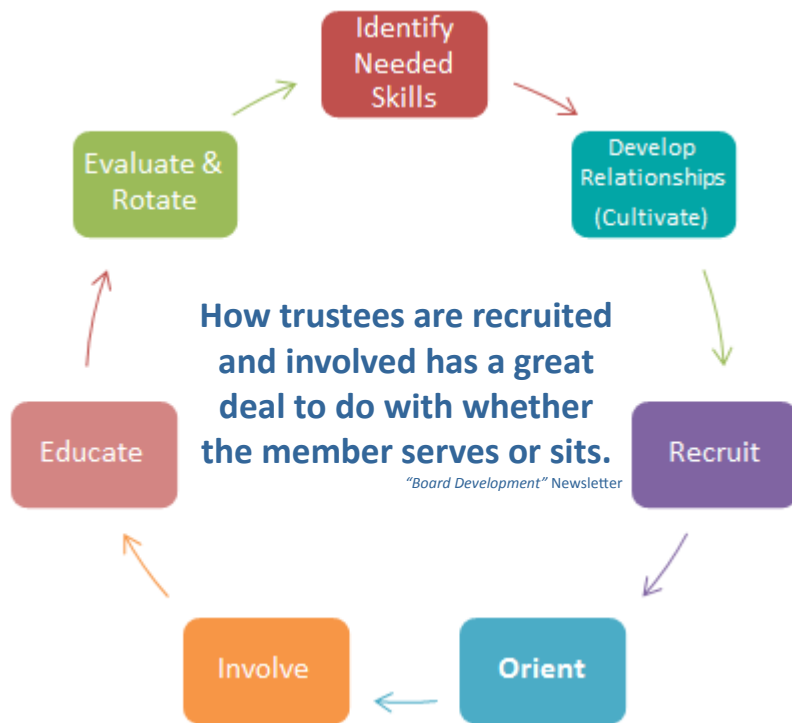 Identify
Needed
Skills
Develop
Relationships
(Cultivate)
Recruit
Orient
Involve
Educate
Evaluate &
Rotate
How trustees are recruited
and involved has a great
deal to do with whether
the member serves or sits.
“Board Development” Newsletter